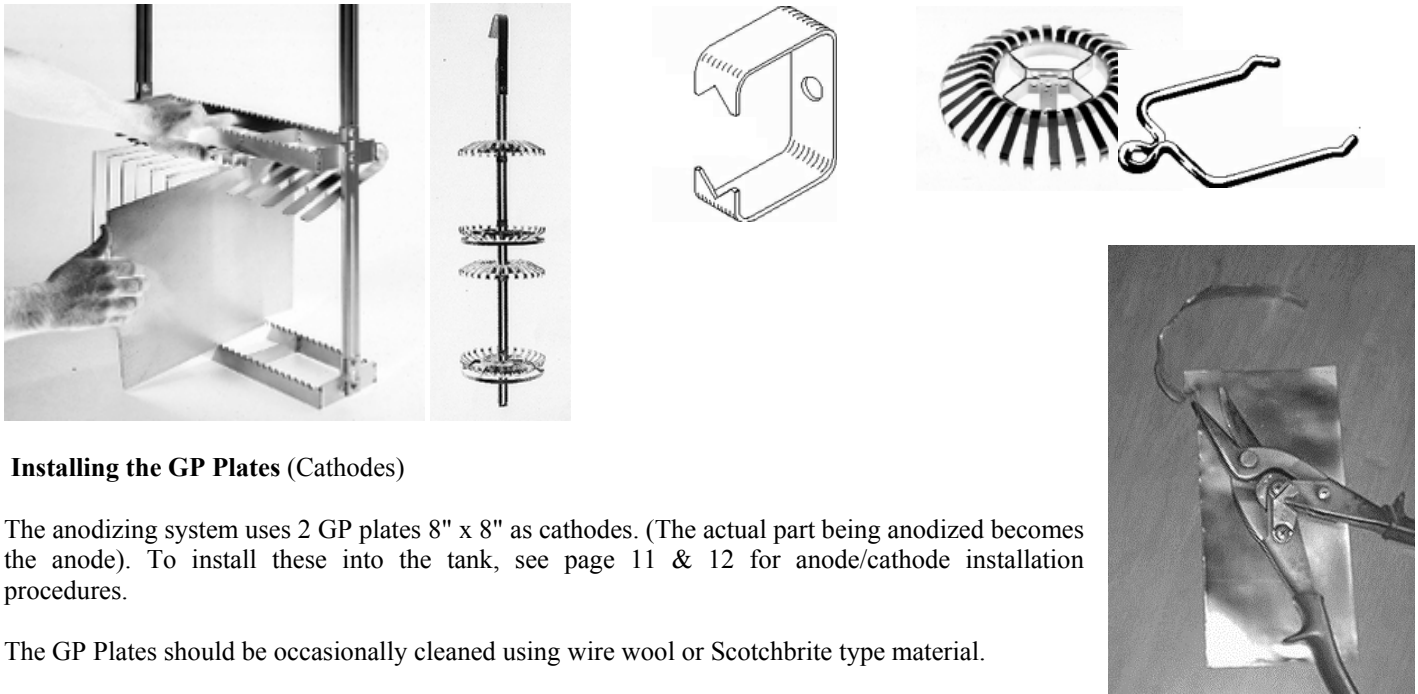 Installing the GP Plates (Cathodes)
The anodizing system uses 2 GP plates 8" x 8" as cathodes. (The actual part being anodized becomes
the anode). To install these into the tank, see page 11 & 12 for anode/cathode installation
procedures.
The GP Plates should be occasionally cleaned using wire wool or Scotchbrite type material.